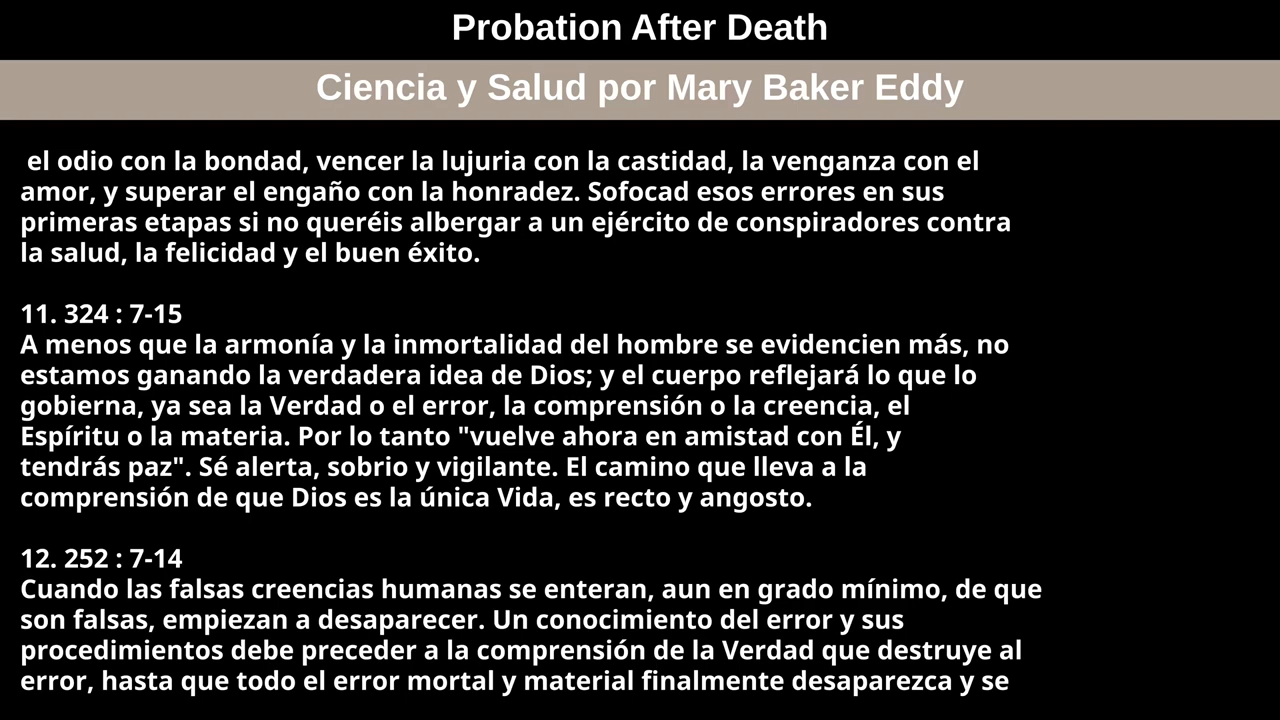 Probation After Death
Ciencia y Salud por Mary Baker Eddy
el odio con la bondad, vencer la lujuria con la castidad, la venganza con el
amor, y superar el engaño con la honradez. Sofocad esos errores en sus
primeras etapas si no queréis albergar a un ejército de conspiradores contra
la salud, la felicidad y el buen éxito.
11. 324 : 7-15
A menos que la armonía y la inmortalidad del hombre se evidencien más, no
estamos ganando la verdadera idea de Dios; y el cuerpo reflejará lo que lo
gobierna, ya sea la Verdad o el error, la comprensión o la creencia, el
Espíritu o la materia. Por lo tanto "vuelve ahora en amistad con Él, y
tendrás paz". Sé alerta, sobrio y vigilante. El camino que lleva a la
comprensión de que Dios es la única Vida, es recto y angosto.
12. 252 : 7-14
Cuando las falsas creencias humanas se enteran, aun en grado mínimo, de que
son falsas, empiezan a desaparecer. Un conocimiento del error y sus
procedimientos debe preceder a la comprensión de la Verdad que destruye al
error, hasta que todo el error mortal y material finalmente desaparezca y se